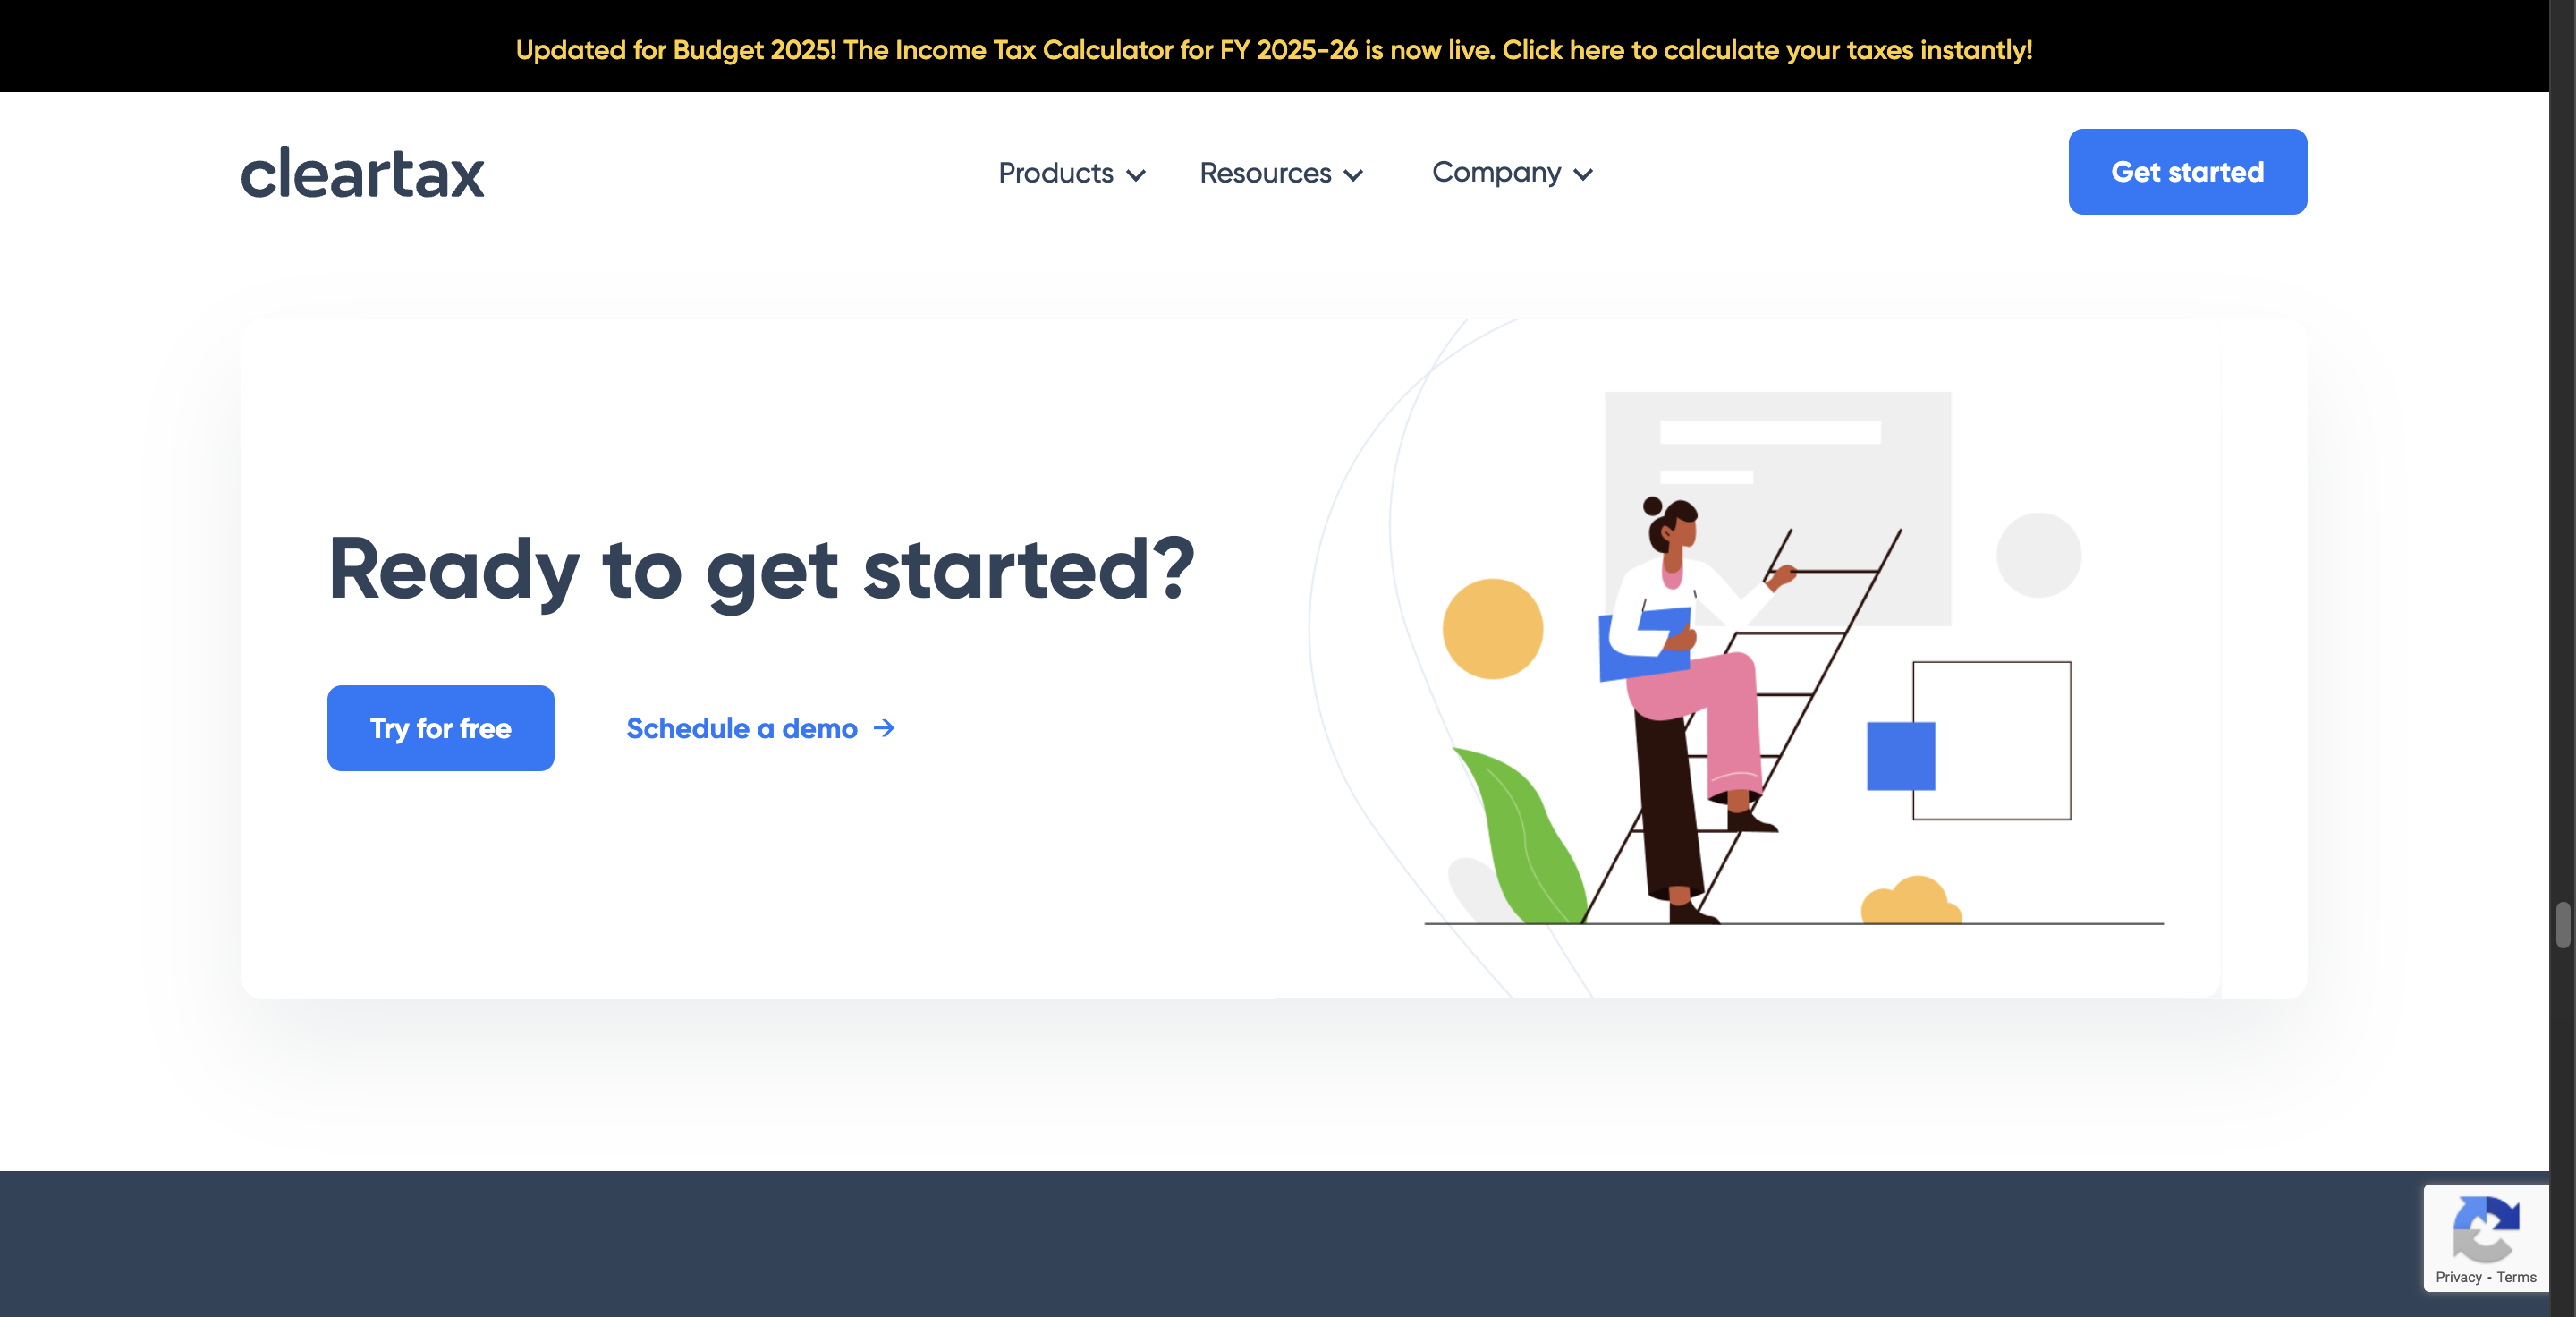 Updated for Budget 2025! The Income Tax Calculator for FY 2025-26 is now live. Click here to calculate your taxes instantly!
cleartax
Products
Resources
Company
Get started
Ready to get started?
Try for free
Schedule a demo →
Privacy - Terms